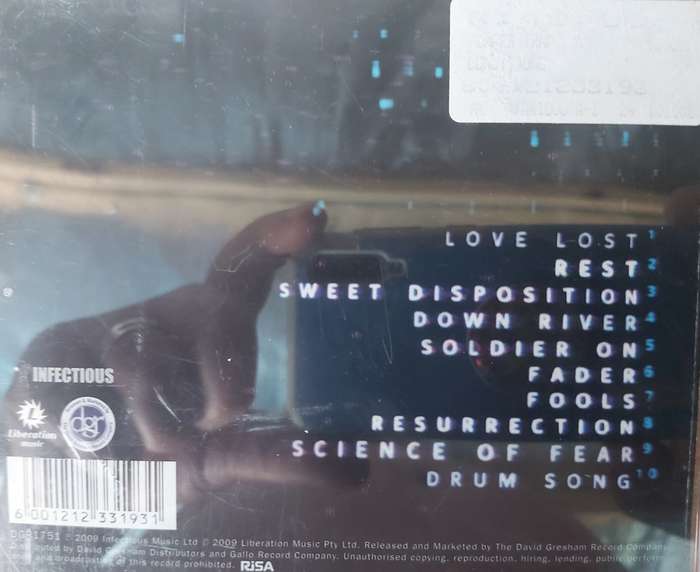 LOVE LOST 1
REST 2
SWEET DISPOSITION 3
DOWN RIVER 4
SOLDIER ON 5
FADER 6
FOOLS 7
RESURRECTION 8
SCIENCE OF FEAR 9
DRUM SONG 10
INFECTIOUS
Liberation
music
dgr
6 001212 331931
2009 Infectious Music Ltd © 2009 Liberation Music Pty Ltd. Released and Marketed by The David Gresham Record Company.
Distributed by David Gresham Distributors and Gallo Record Company. Unauthorised copying, reproduction, hiring, lending, public
and broadcasting of this record prohibited. RiSA